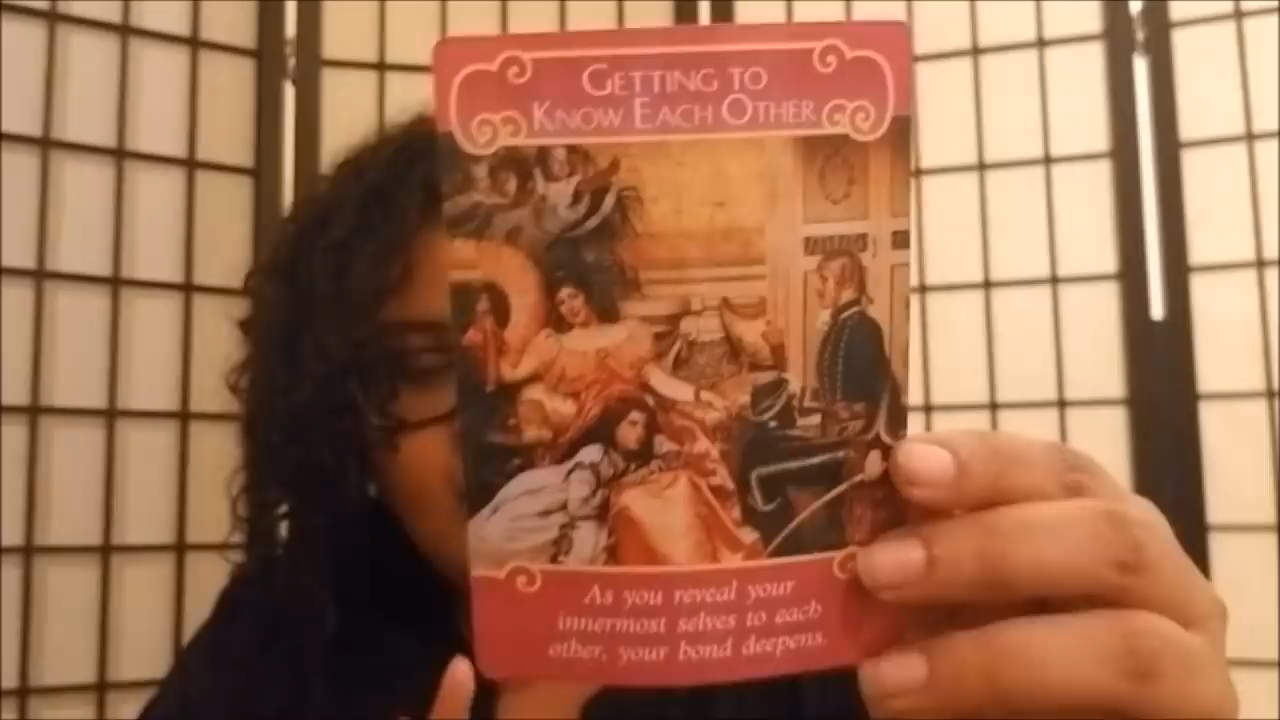 GETTING TO
KNOW EACH OTHER
As you reveal your
innermost selves to each
other, your bond deepens.